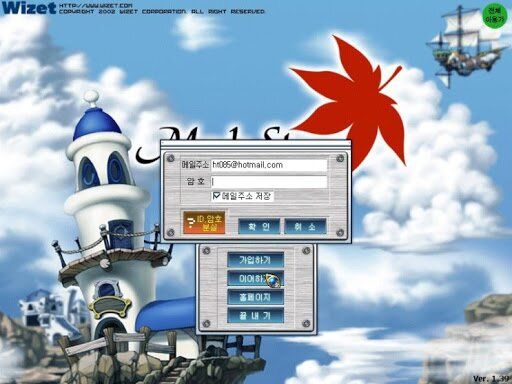 Wizet HTTP://WWW.WIZET.COM
COPYRIGHT 2002 WIZET CORPORATION. ALL RIGHT RESERVED.
전체
이용가
메일주소 ht085@hotmail.com
암 호
메일주소 저장
? ID,암호
분실
확 인
취 소
가입하기
이어하기
홈페이지
끝 내 기
Ver. 1.39